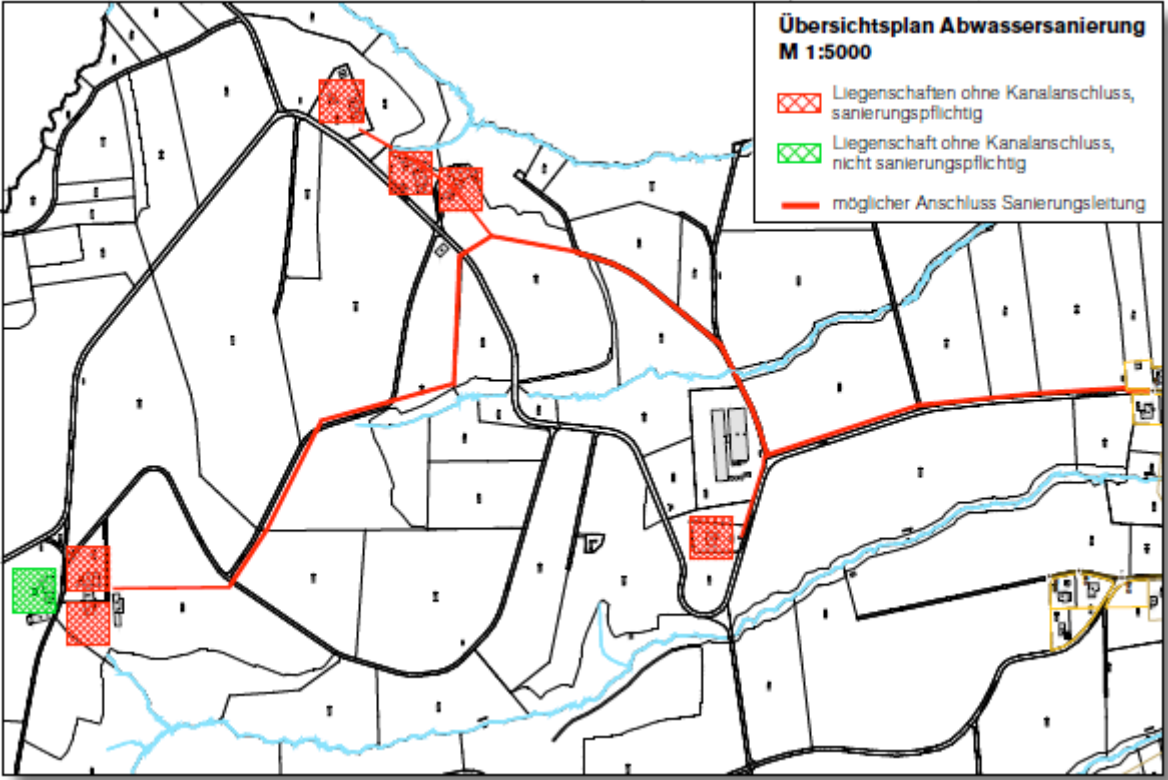 Übersichtsplan Abwassersanierung
M 1:5000
Liegenschaften ohne Kanalanschluss,
sanierungspflichtig
Liegenschaft ohne Kanalanschluss,
nicht sanierungspflichtig
möglicher Anschluss Sanierungsleitung